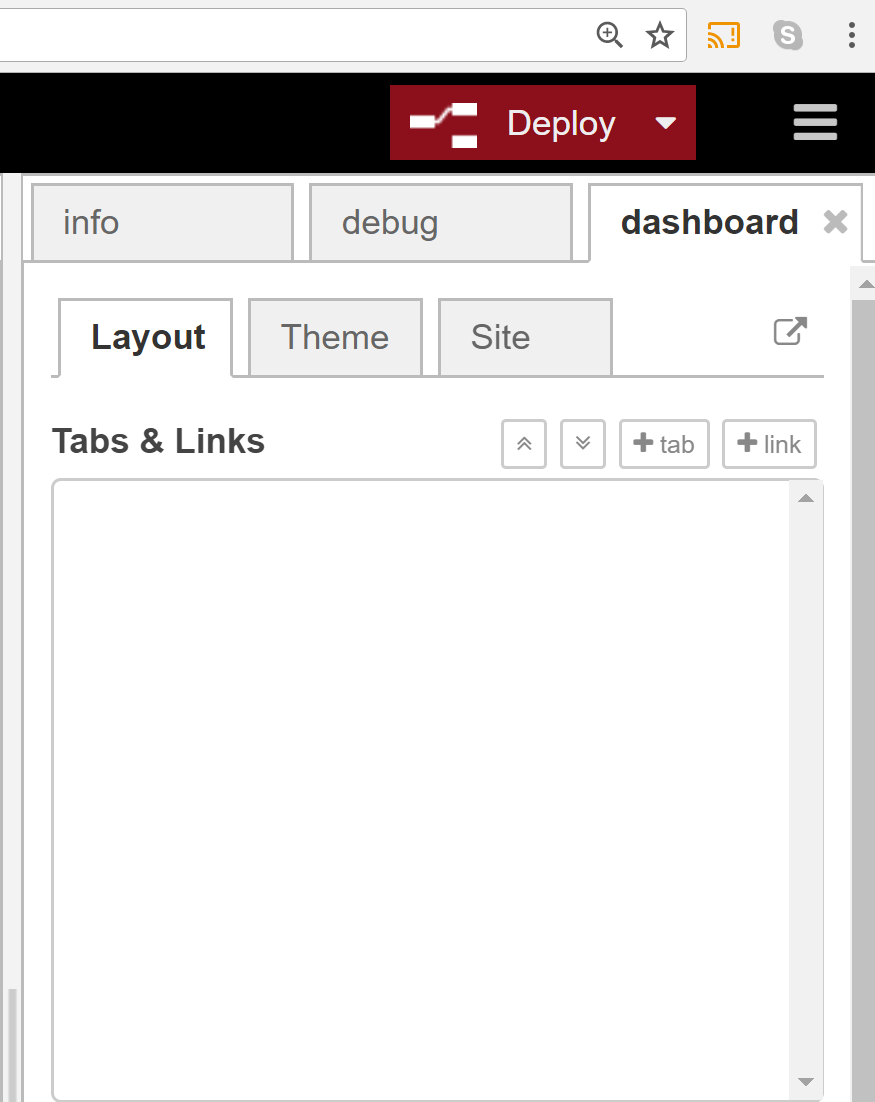 Deploy
info debug dashboard
Layout Theme Site
Tabs & Links tab link